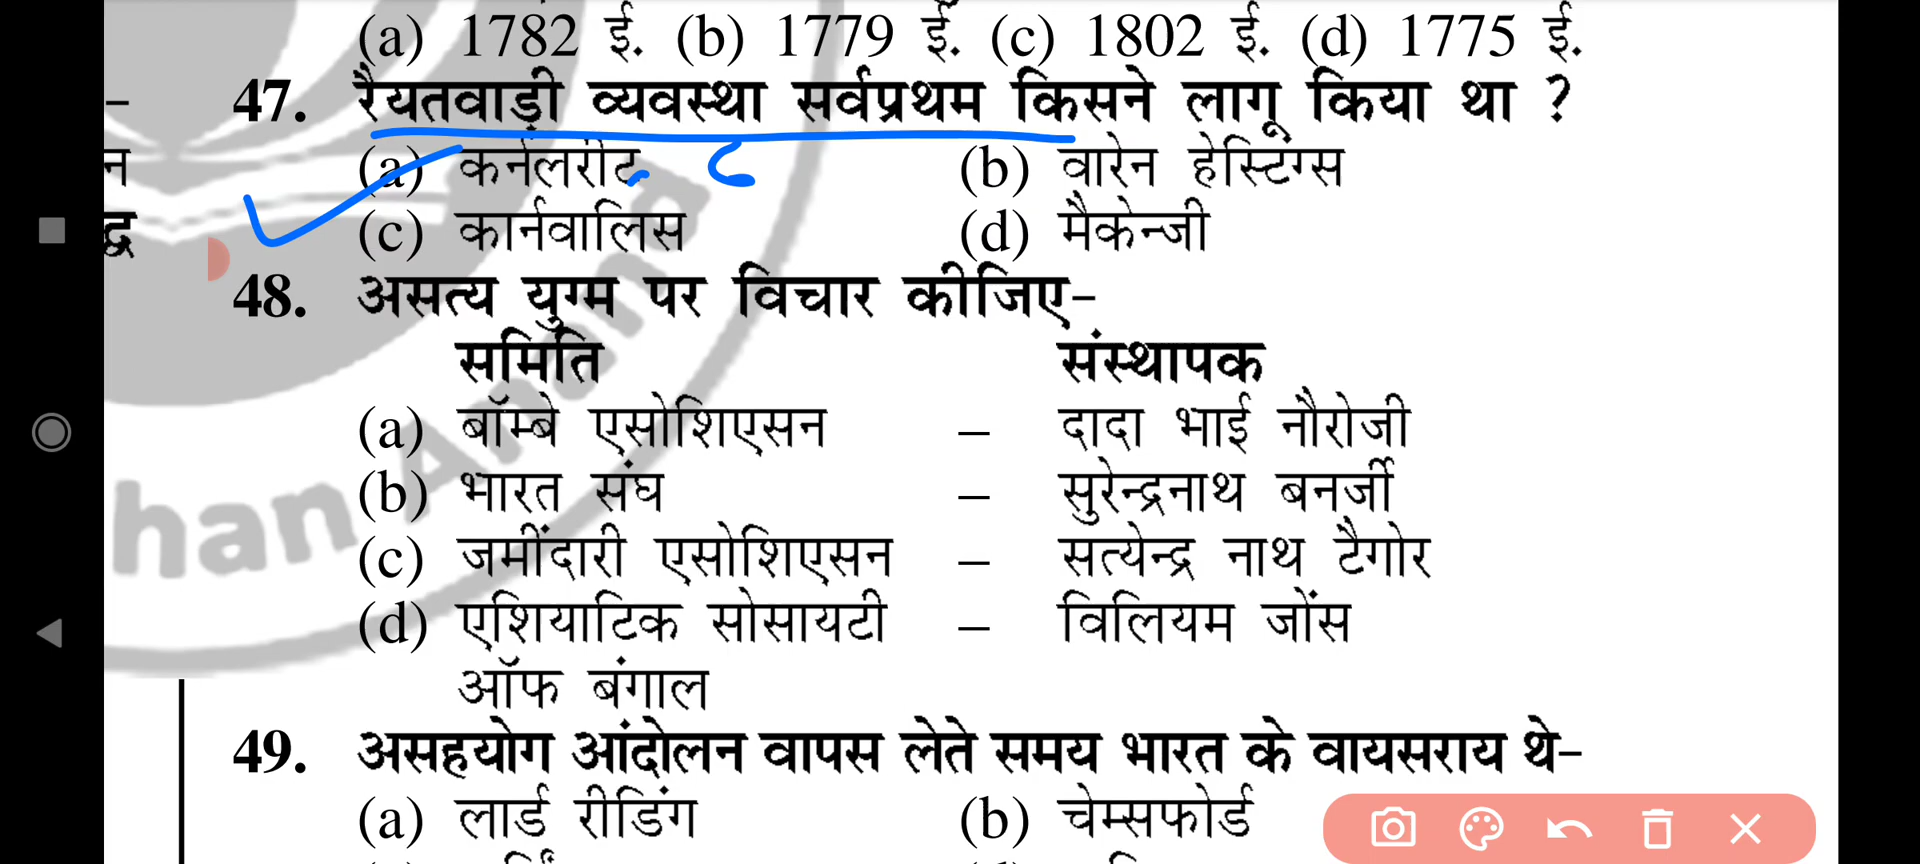 (a) 1782 ई. (b) 1779 ई. (c) 1802 ई. (d) 1775 ई.
–
47. रैयतवाड़ी व्यवस्था सर्वप्रथम किसने लागू किया था ?
न
(a) कर्नलरीट (b) वारेन हेस्टिंग्स
द्ध
(c) कार्नवालिस (d) मैकेन्जी
48. असत्य युग्म पर विचार कीजिए–
समिति संस्थापक
(a) बॉम्बे एसोशिएसन – दादा भाई नौरोजी
(b) भारत संघ – सुरेन्द्रनाथ बनर्जी
(c) जमींदारी एसोशिएसन – सत्येन्द्र नाथ टैगोर
(d) एशियाटिक सोसायटी – विलियम जोंस
ऑफ बंगाल
han Anand
49. असहयोग आंदोलन वापस लेते समय भारत के वायसराय थे–
(a) लार्ड रीडिंग (b) चेम्सफोर्ड